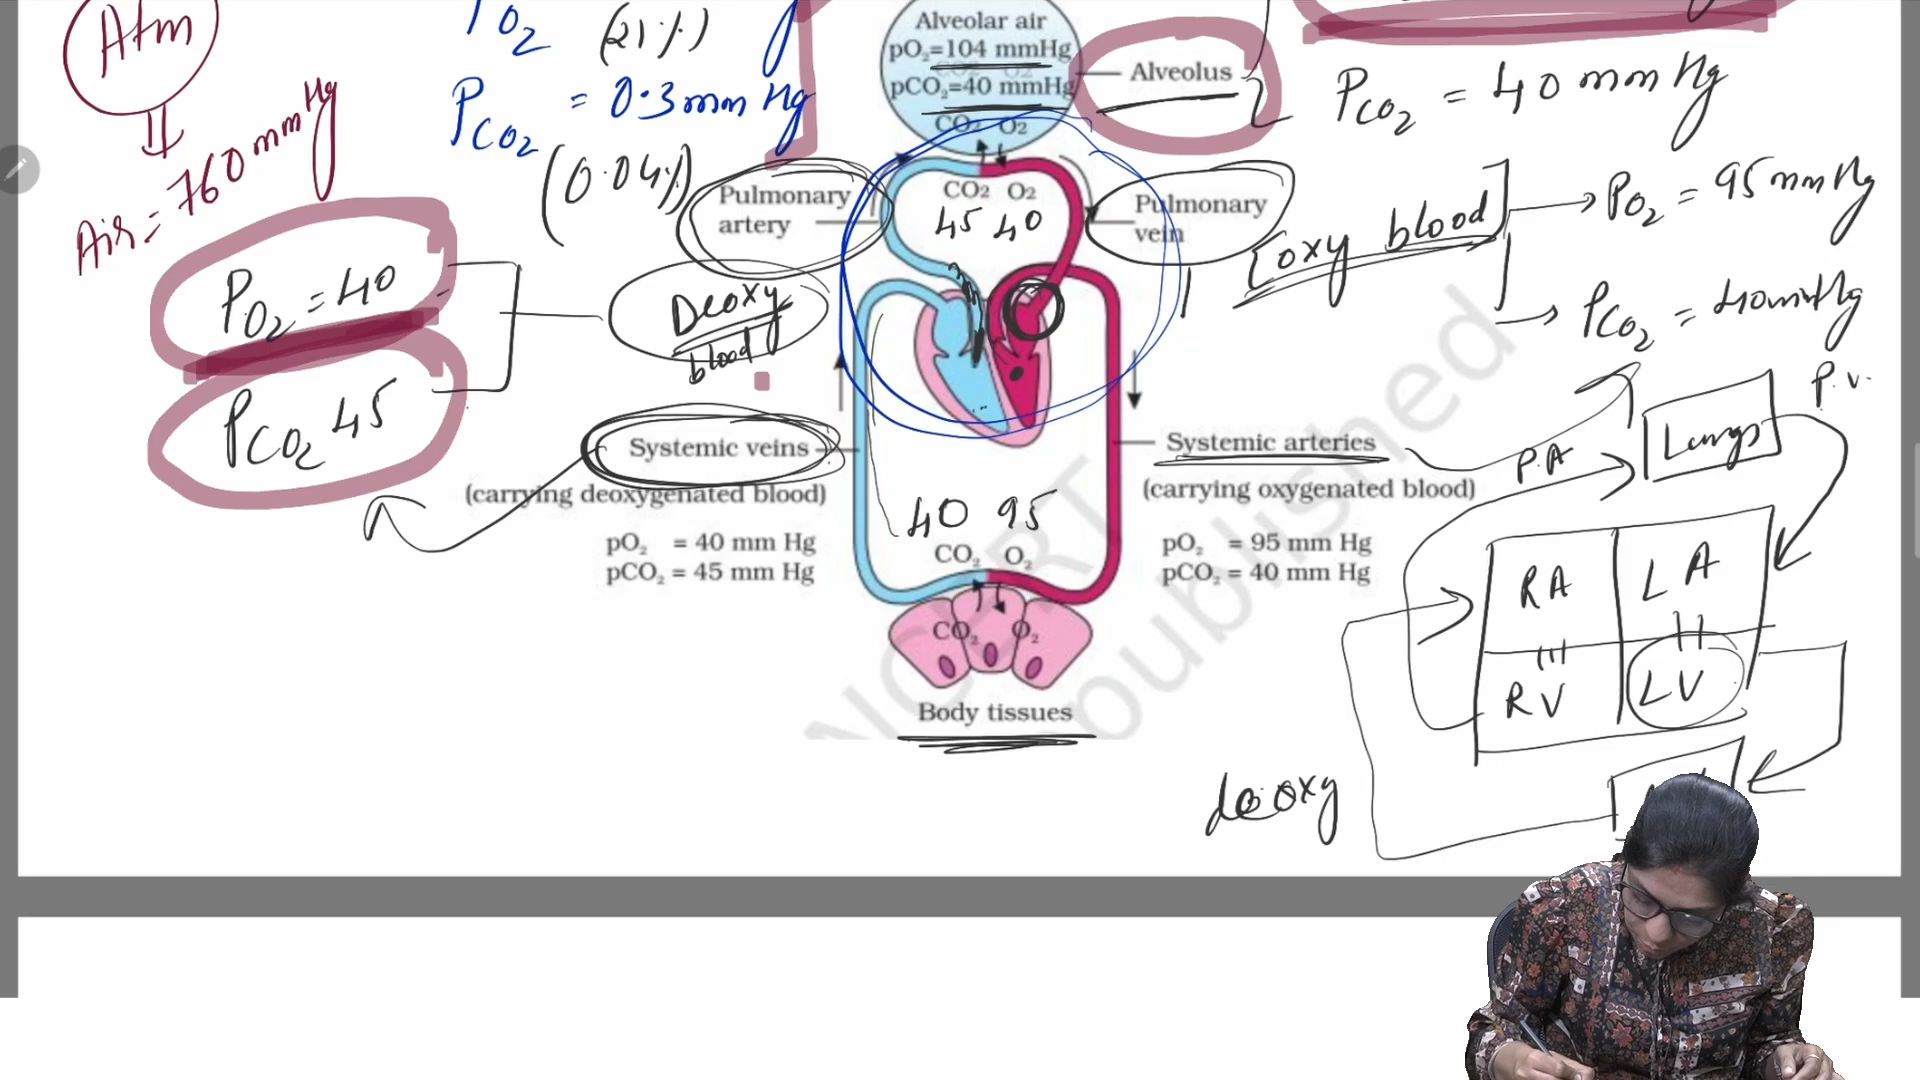 Atm
Air = 760 mm Hg
PO2 (21%)
PCO2 = 0.3 mm Hg
(0.04%)
Alveolar air
pO2=104 mmHg
pCO2=40 mmHg
CO2 O2
Alveolus
PCO2 = 40 mm Hg
Pulmonary
artery
CO2 O2
45 40
Pulmonary
vein
[oxy blood]
PO2 = 95 mm Hg
PCO2 = 40 mm Hg
PO2 = 40
PCO2 45
Deoxy
blood
Systemic veins
(carrying deoxygenated blood)
pO2 = 40 mm Hg
pCO2 = 45 mm Hg
40 95
CO2 O2
Systemic arteries
(carrying oxygenated blood)
pO2 = 95 mm Hg
pCO2 = 40 mm Hg
CO2 O2
Body tissues
P.V.
Lungs
P.A
RA LA
RV LV
deoxy